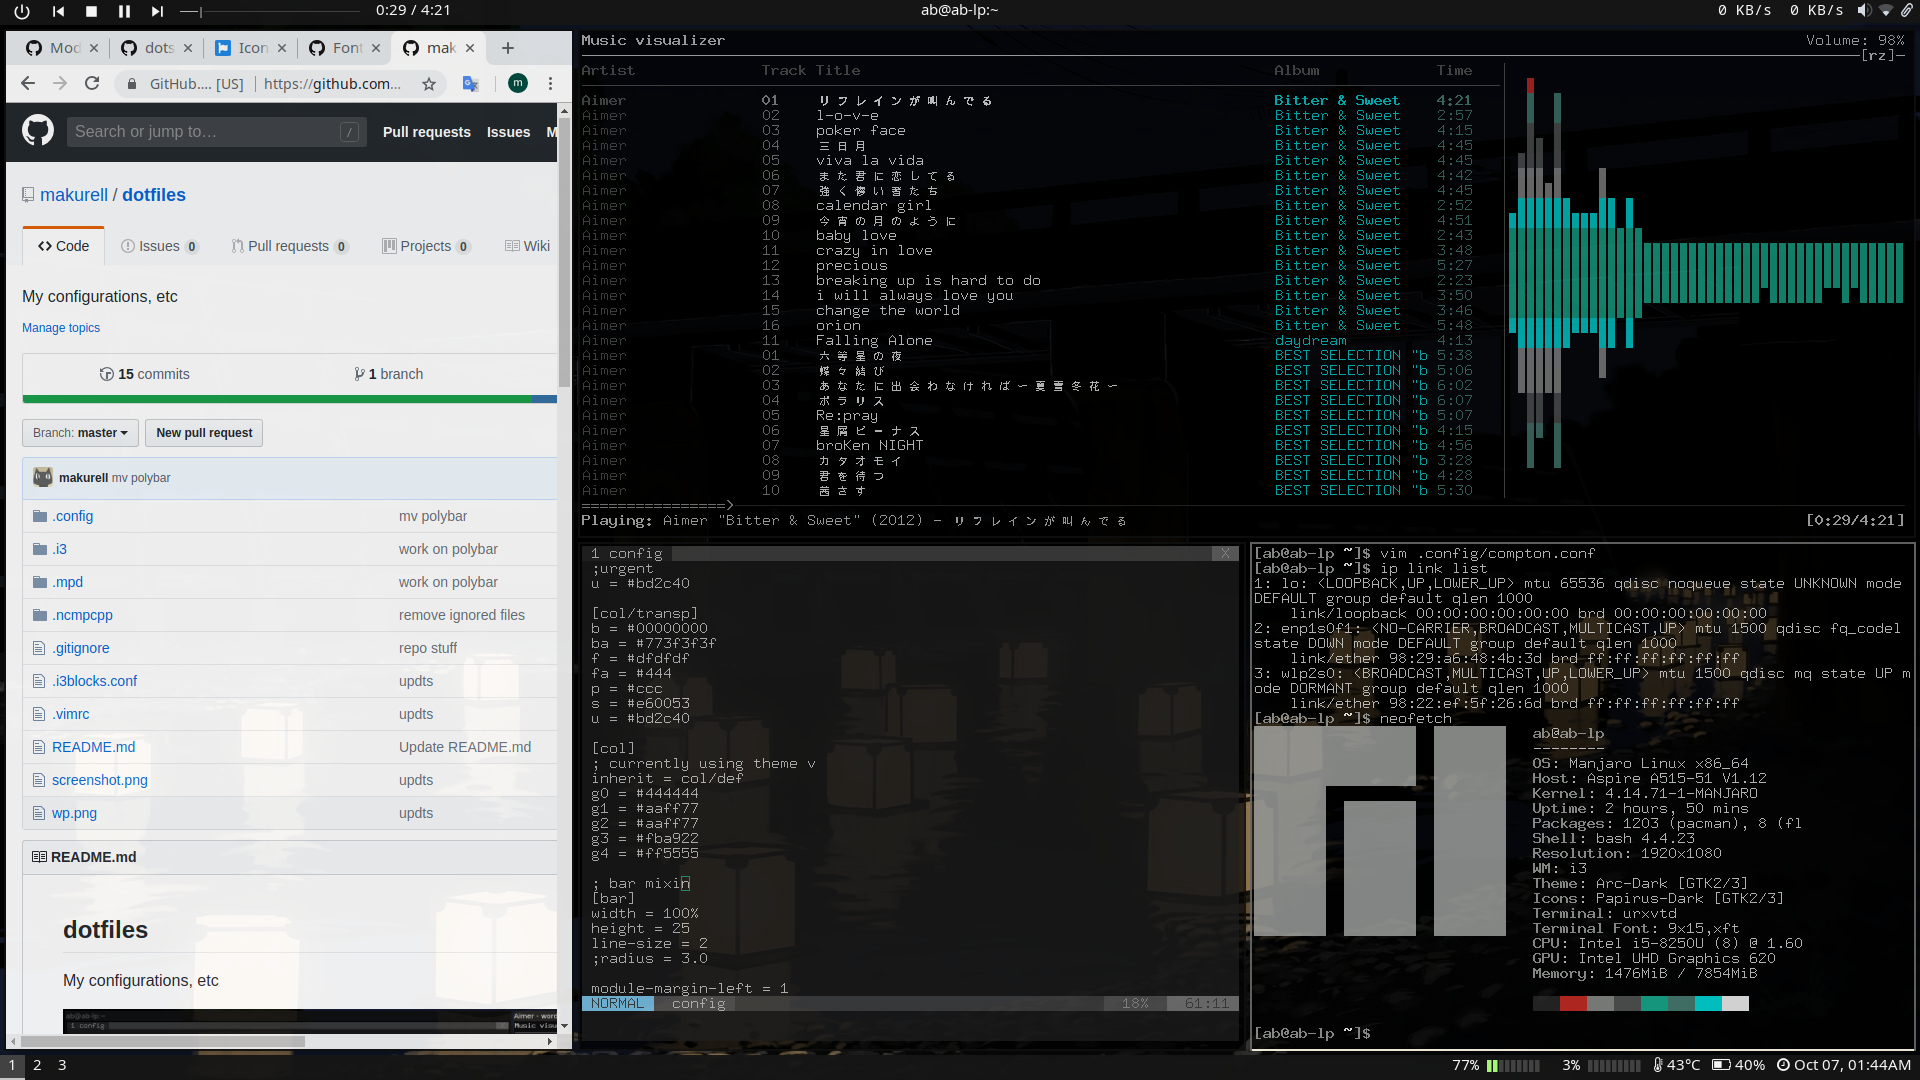 0:29 / 4:21
ab@ab-lp:~
0 KB/s 0 KB/s
Mod dots Icon Font mak
GitHub.... [US] https://github.com... m
Search or jump to… / Pull requests Issues M
makurell / dotfiles
Code Issues 0 Pull requests 0 Projects 0 Wiki
My configurations, etc
Manage topics
15 commits 1 branch
Branch: master New pull request
makurell mv polybar
.config mv polybar
.i3 work on polybar
.mpd work on polybar
.ncmpcpp remove ignored files
.gitignore repo stuff
.i3blocks.conf updts
.vimrc updts
README.md Update README.md
screenshot.png updts
wp.png updts
README.md
dotfiles
My configurations, etc
Music visualizer Volume: 98%
[rz]
Artist Track Title Album Time
Aimer 01 リフレインが叫んでる Bitter & Sweet 4:21
Aimer 02 l-o-v-e Bitter & Sweet 2:57
Aimer 03 poker face Bitter & Sweet 4:15
Aimer 04 三日月 Bitter & Sweet 4:45
Aimer 05 viva la vida Bitter & Sweet 4:45
Aimer 06 また君に恋してる Bitter & Sweet 4:42
Aimer 07 強く儚い者たち Bitter & Sweet 4:45
Aimer 08 calendar girl Bitter & Sweet 2:52
Aimer 09 今宵の月のように Bitter & Sweet 4:51
Aimer 10 baby love Bitter & Sweet 2:43
Aimer 11 crazy in love Bitter & Sweet 3:48
Aimer 12 precious Bitter & Sweet 5:27
Aimer 13 breaking up is hard to do Bitter & Sweet 2:23
Aimer 14 i will always love you Bitter & Sweet 3:50
Aimer 15 change the world Bitter & Sweet 3:46
Aimer 16 orion Bitter & Sweet 5:48
Aimer 11 Falling Alone daydream 4:13
Aimer 01 六等星の夜 BEST SELECTION "b 5:38
Aimer 02 蝶々結び BEST SELECTION "b 5:06
Aimer 03 あなたに出会わなければ～夏雪冬花～ BEST SELECTION "b 6:02
Aimer 04 ポラリス BEST SELECTION "b 6:07
Aimer 05 Re:pray BEST SELECTION "b 5:07
Aimer 06 星屑ビーナス BEST SELECTION "b 4:15
Aimer 07 broKen NIGHT BEST SELECTION "b 4:56
Aimer 08 カタオモイ BEST SELECTION "b 3:28
Aimer 09 君を待つ BEST SELECTION "b 4:28
Aimer 10 茜さす BEST SELECTION "b 5:30
================>
Playing: Aimer "Bitter & Sweet" (2012) - リフレインが叫んでる [0:29/4:21]
1 config X
;urgent
u = #bd2c40
[col/transp]
b = #00000000
ba = #773f3f3f
f = #dfdfdf
fa = #444
p = #ccc
s = #e60053
u = #bd2c40
[col]
; currently using theme v
inherit = col/def
g0 = #444444
g1 = #aaff77
g2 = #aaff77
g3 = #fba922
g4 = #ff5555
; bar mixin
[bar]
width = 100%
height = 25
line-size = 2
;radius = 3.0
module-margin-left = 1
NORMAL config 18% 61:11
[ab@ab-lp ~]$ vim .config/compton.conf
[ab@ab-lp ~]$ ip link list
1: lo: <LOOPBACK,UP,LOWER_UP> mtu 65536 qdisc noqueue state UNKNOWN mode
DEFAULT group default qlen 1000
link/loopback 00:00:00:00:00:00 brd 00:00:00:00:00:00
2: enp1s0f1: <NO-CARRIER,BROADCAST,MULTICAST,UP> mtu 1500 qdisc fq_codel
state DOWN mode DEFAULT group default qlen 1000
link/ether 98:29:a6:48:4b:3d brd ff:ff:ff:ff:ff:ff
3: wlp2s0: <BROADCAST,MULTICAST,UP,LOWER_UP> mtu 1500 qdisc mq state UP m
ode DORMANT group default qlen 1000
link/ether 98:22:ef:5f:26:6d brd ff:ff:ff:ff:ff:ff
[ab@ab-lp ~]$ neofetch
ab@ab-lp
--------
OS: Manjaro Linux x86_64
Host: Aspire A515-51 V1.12
Kernel: 4.14.71-1-MANJARO
Uptime: 2 hours, 50 mins
Packages: 1203 (pacman), 8 (fl
Shell: bash 4.4.23
Resolution: 1920x1080
WM: i3
Theme: Arc-Dark [GTK2/3]
Icons: Papirus-Dark [GTK2/3]
Terminal: urxvtd
Terminal Font: 9x15,xft
CPU: Intel i5-8250U (8) @ 1.60
GPU: Intel UHD Graphics 620
Memory: 1476MiB / 7854MiB
[ab@ab-lp ~]$
1 2 3
77% 3% 43°C 40% Oct 07, 01:44AM